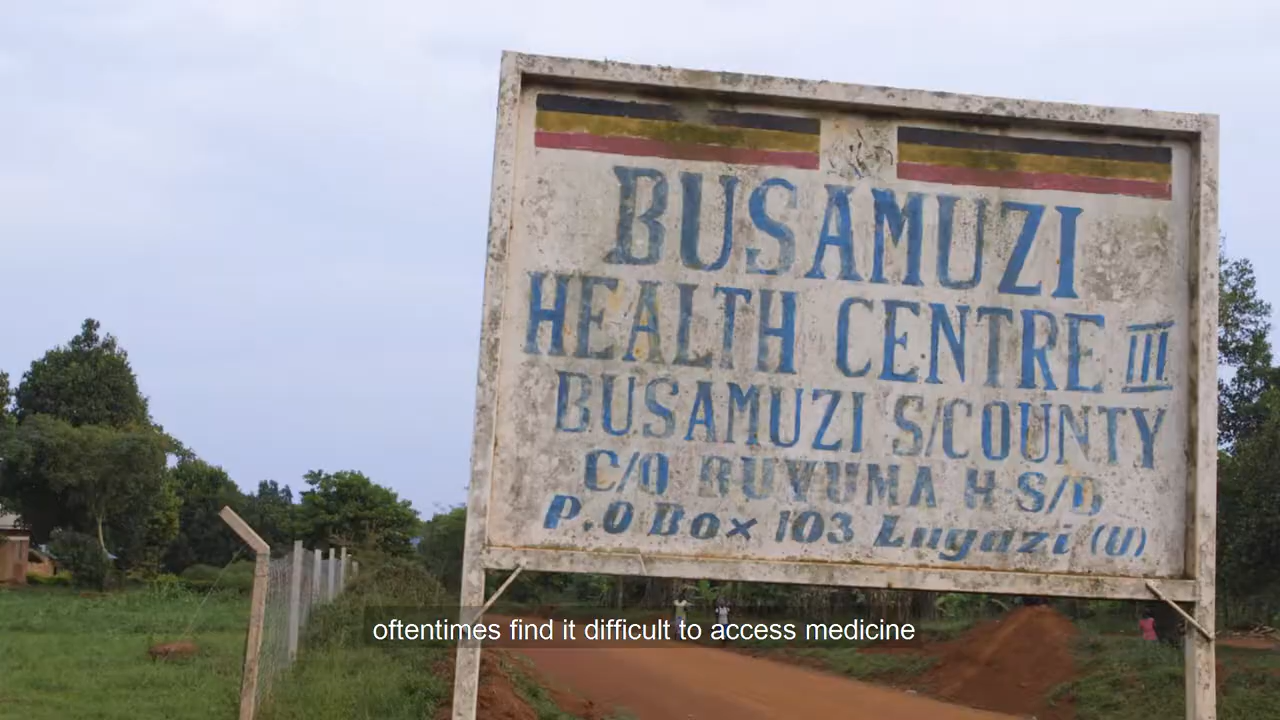 BUSAMUZI
HEALTH CENTRE III
BUSAMUZI S/COUNTY
C/O BUVUMA H S/D,
P.O Box 103 Lugazi (U)
oftentimes find it difficult to access medicine